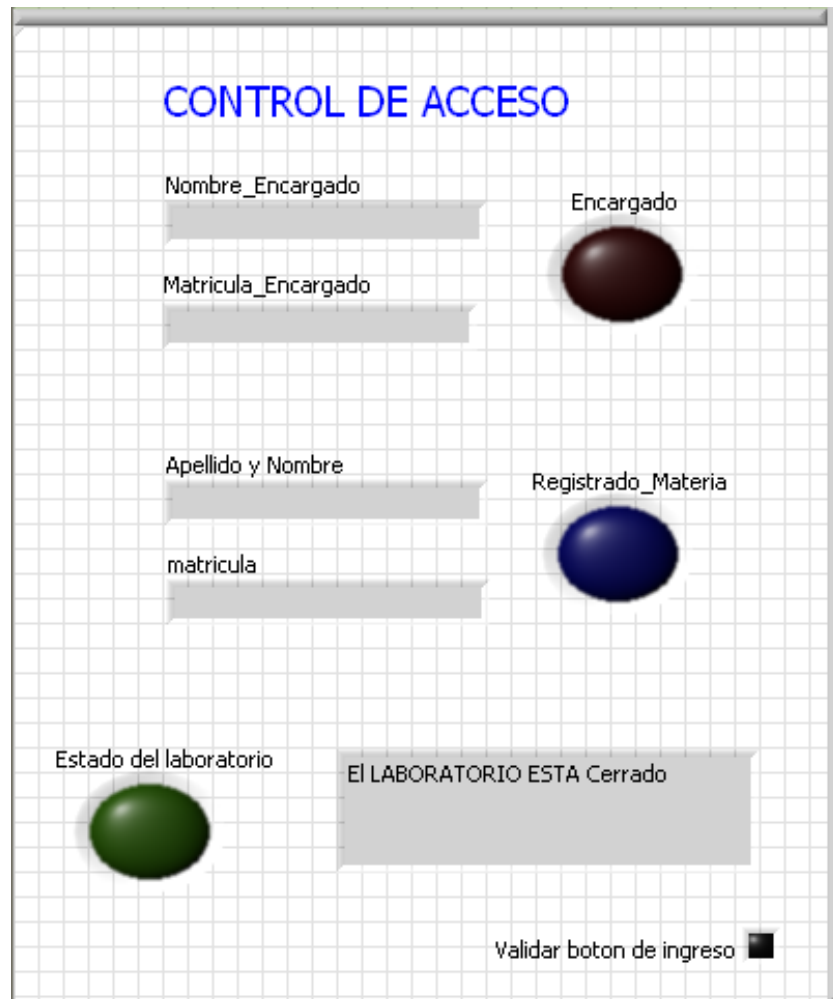 CONTROL DE ACCESO
Nombre_Encargado
Encargado
Matricula_Encargado
Apellido y Nombre
Registrado_Materia
matricula
Estado del laboratorio
El LABORATORIO ESTA Cerrado
Validar boton de ingreso